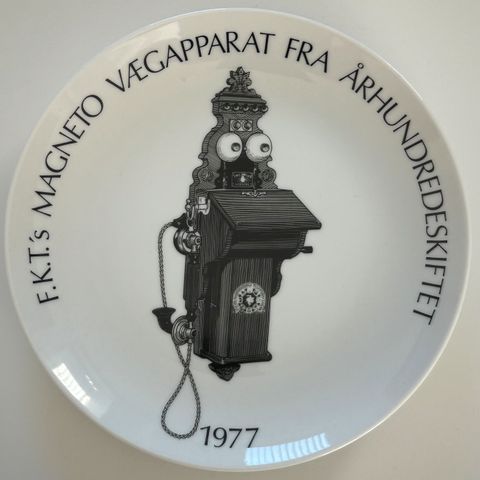 F.K.T.'s MAGNETO VÆGAPPARAT FRA ÅRHUNDREDESKIFTET
1977